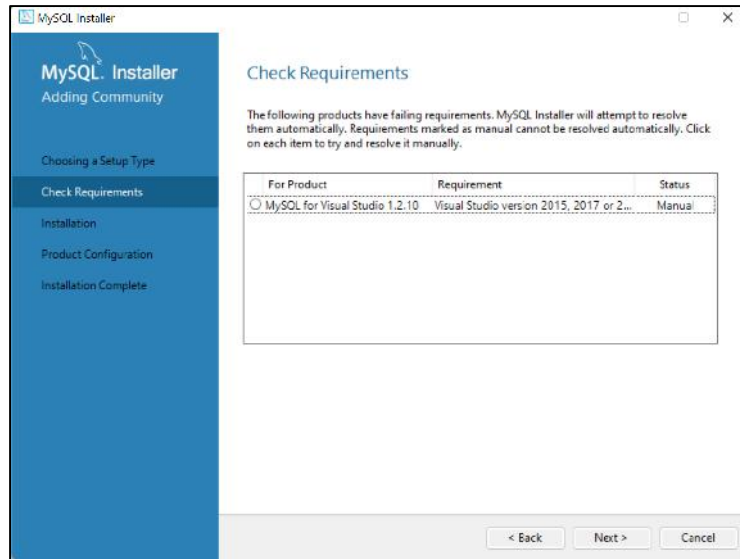 MySQL Installer
MySQL. Installer
Adding Community
Choosing a Setup Type
Check Requirements
Installation
Product Configuration
Installation Complete
Check Requirements
The following products have failing requirements. MySQL Installer will attempt to resolve
them automatically. Requirements marked as manual cannot be resolved automatically. Click
on each item to try and resolve it manually.
For Product Requirement Status
MySQL for Visual Studio 1.2.10 Visual Studio version 2015, 2017 or 2... Manual
< Back Next > Cancel